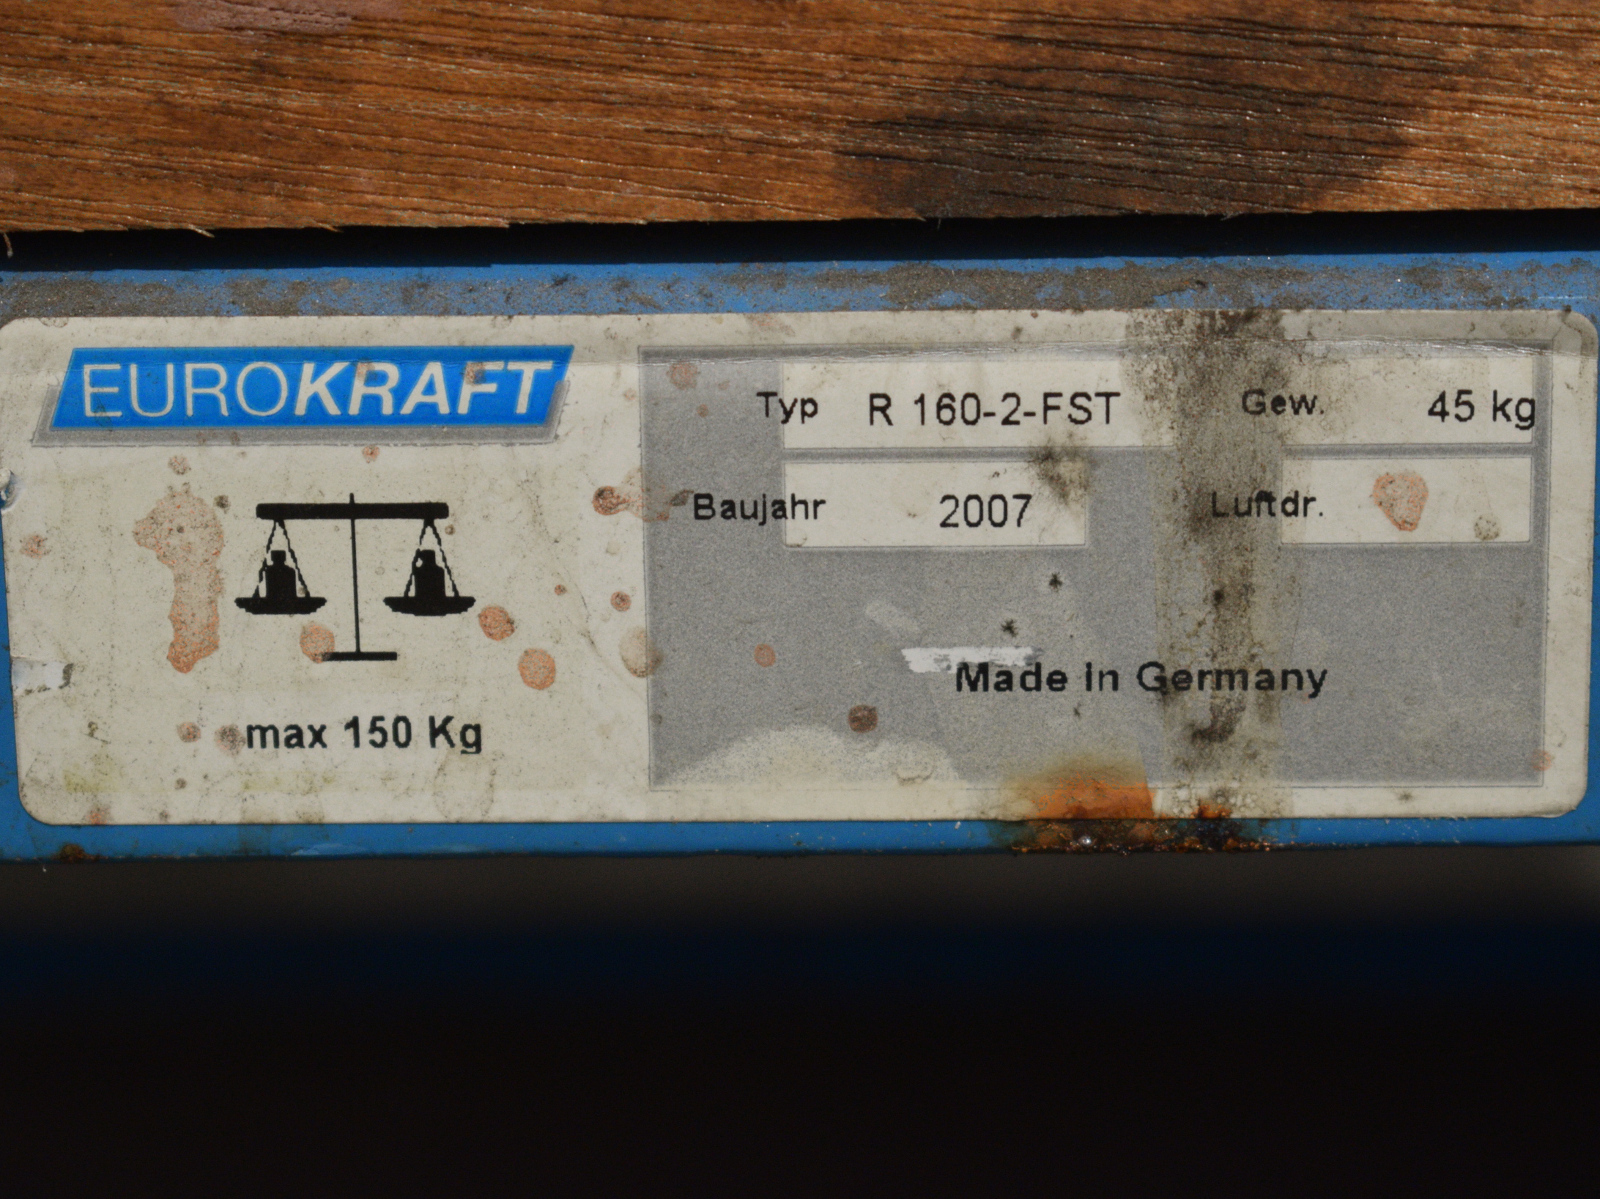 EUROKRAFT
Typ R 160-2-FST Gew. 45 kg
Baujahr 2007 Luftdr.
Made In Germany
max 150 Kg